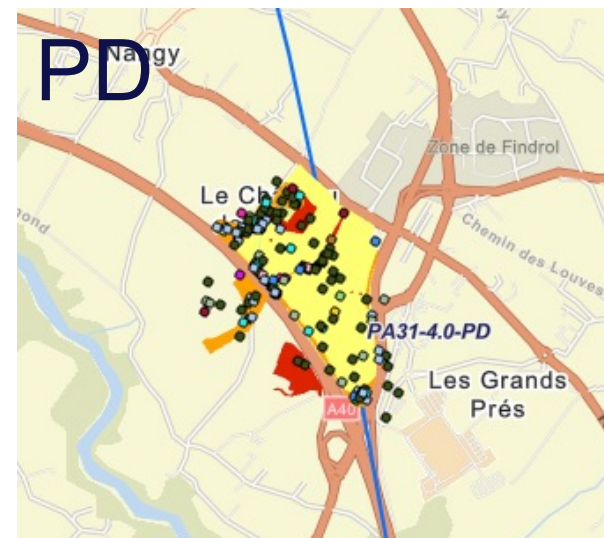 PD
Nangy
Zone de Findrol
Chemin des Louves
PA31-4.0-PD
Les Grands
Prés
A40